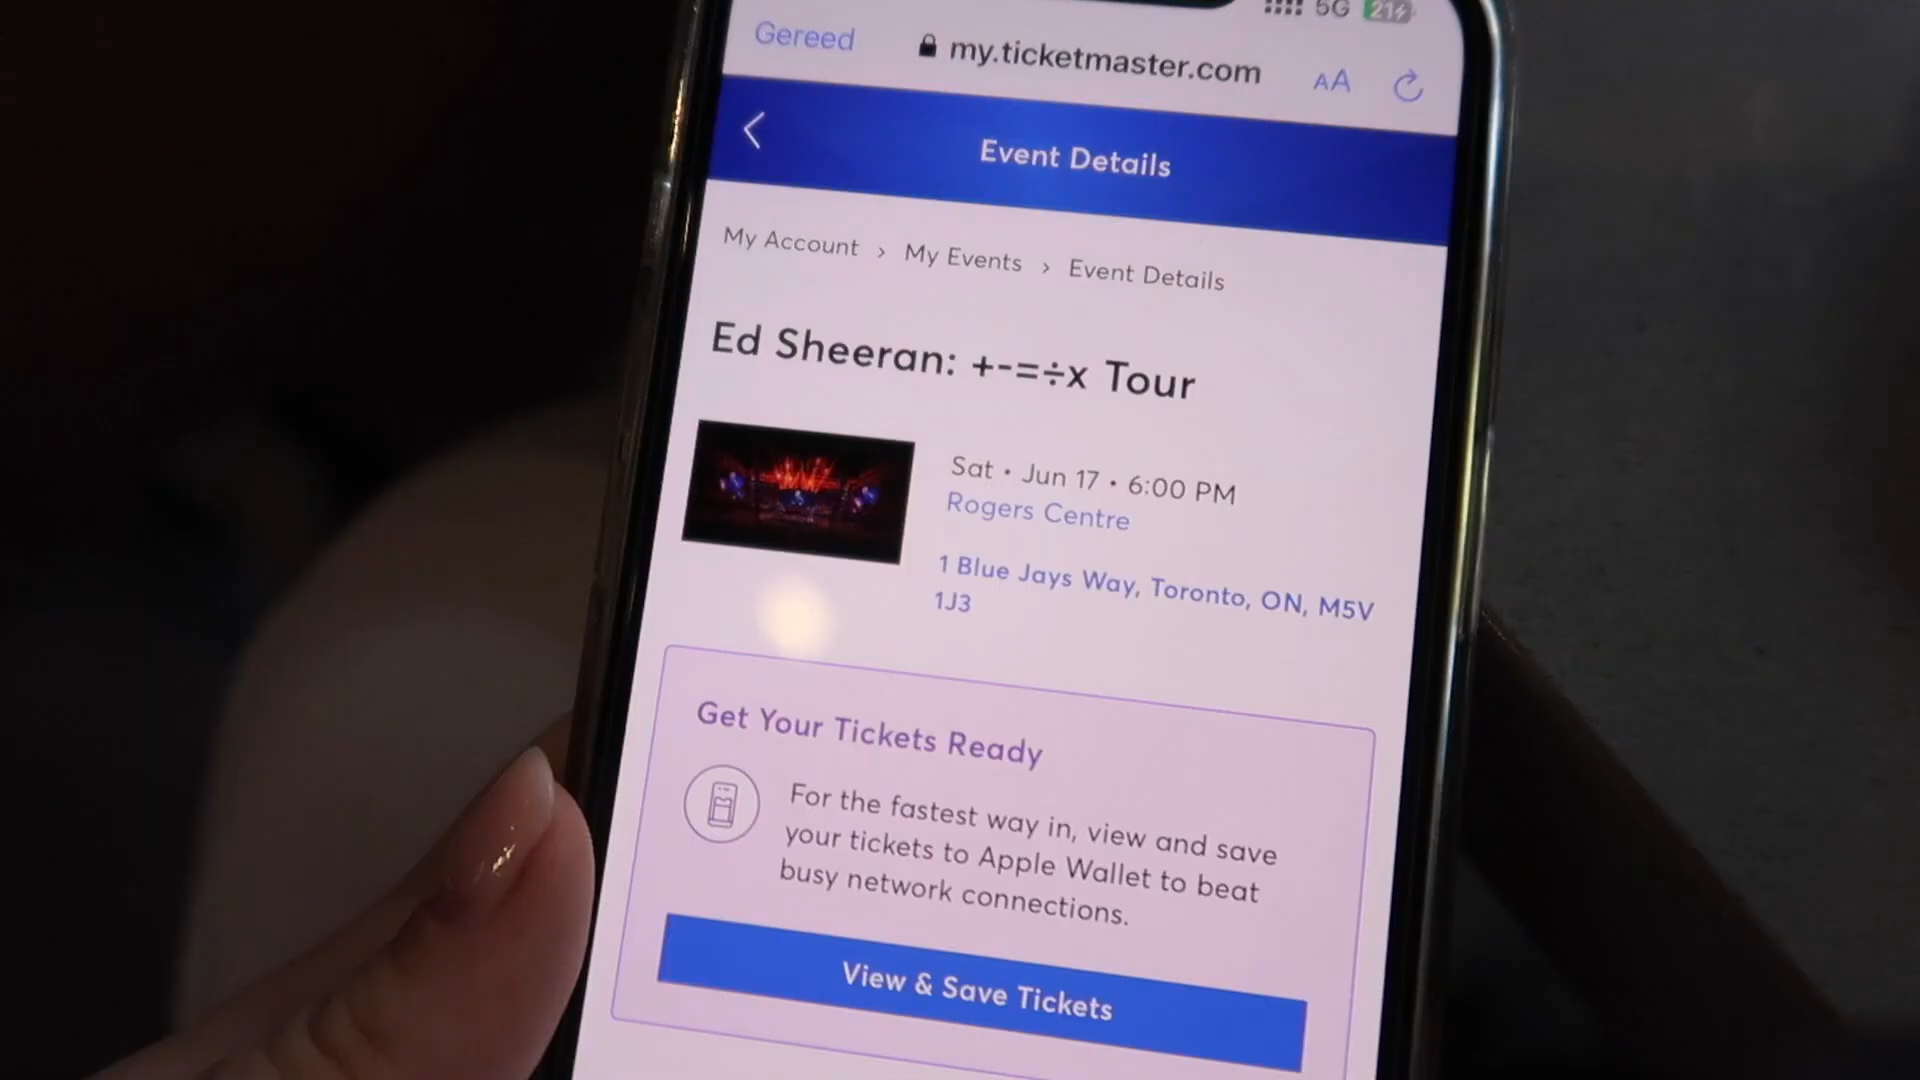 5G 21
Gereed my.ticketmaster.com AA
Event Details
My Account > My Events > Event Details
Ed Sheeran: +-=÷x Tour
Sat • Jun 17 • 6:00 PM
Rogers Centre
1 Blue Jays Way, Toronto, ON, M5V
1J3
Get Your Tickets Ready
For the fastest way in, view and save
your tickets to Apple Wallet to beat
busy network connections.
View & Save Tickets